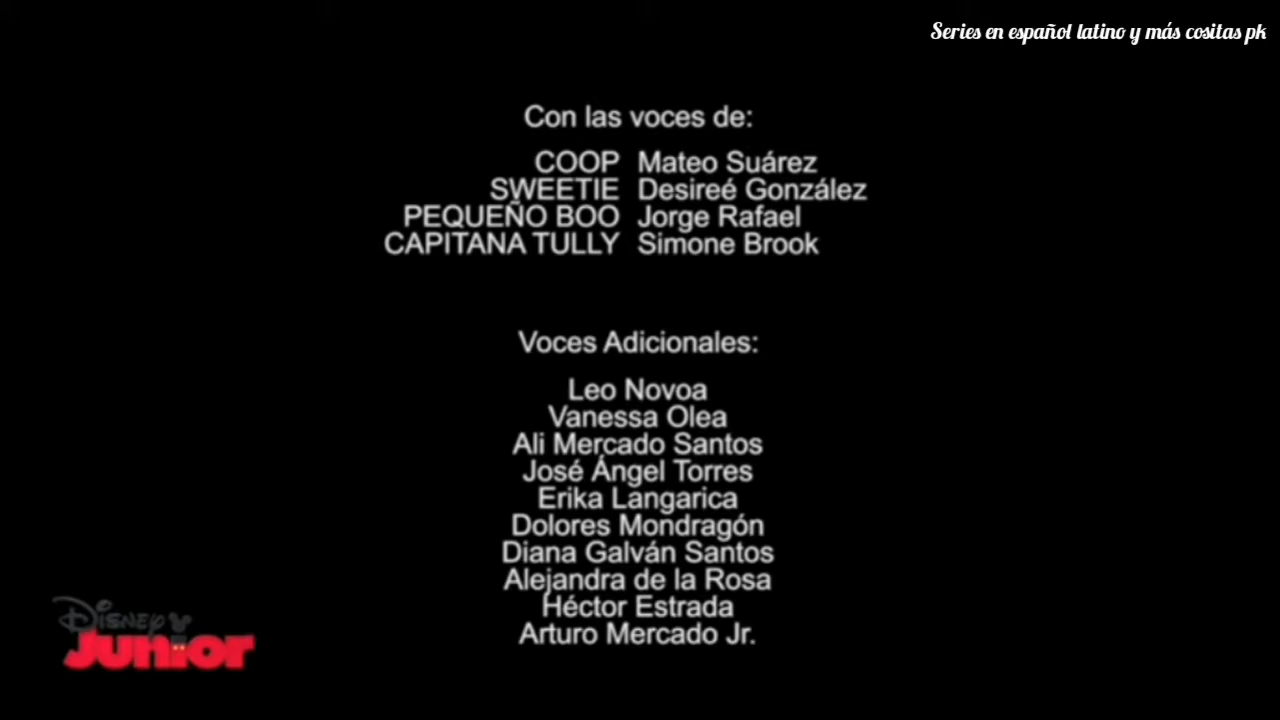 Series en español latino y más cositas pk
Con las voces de:
COOP Mateo Suárez
SWEETIE Desireé González
PEQUEÑO BOO Jorge Rafael
CAPITANA TULLY Simone Brook
Voces Adicionales:
Leo Novoa
Vanessa Olea
Ali Mercado Santos
José Ángel Torres
Erika Langarica
Dolores Mondragón
Diana Galván Santos
Alejandra de la Rosa
Héctor Estrada
Arturo Mercado Jr.
Disney
Junior